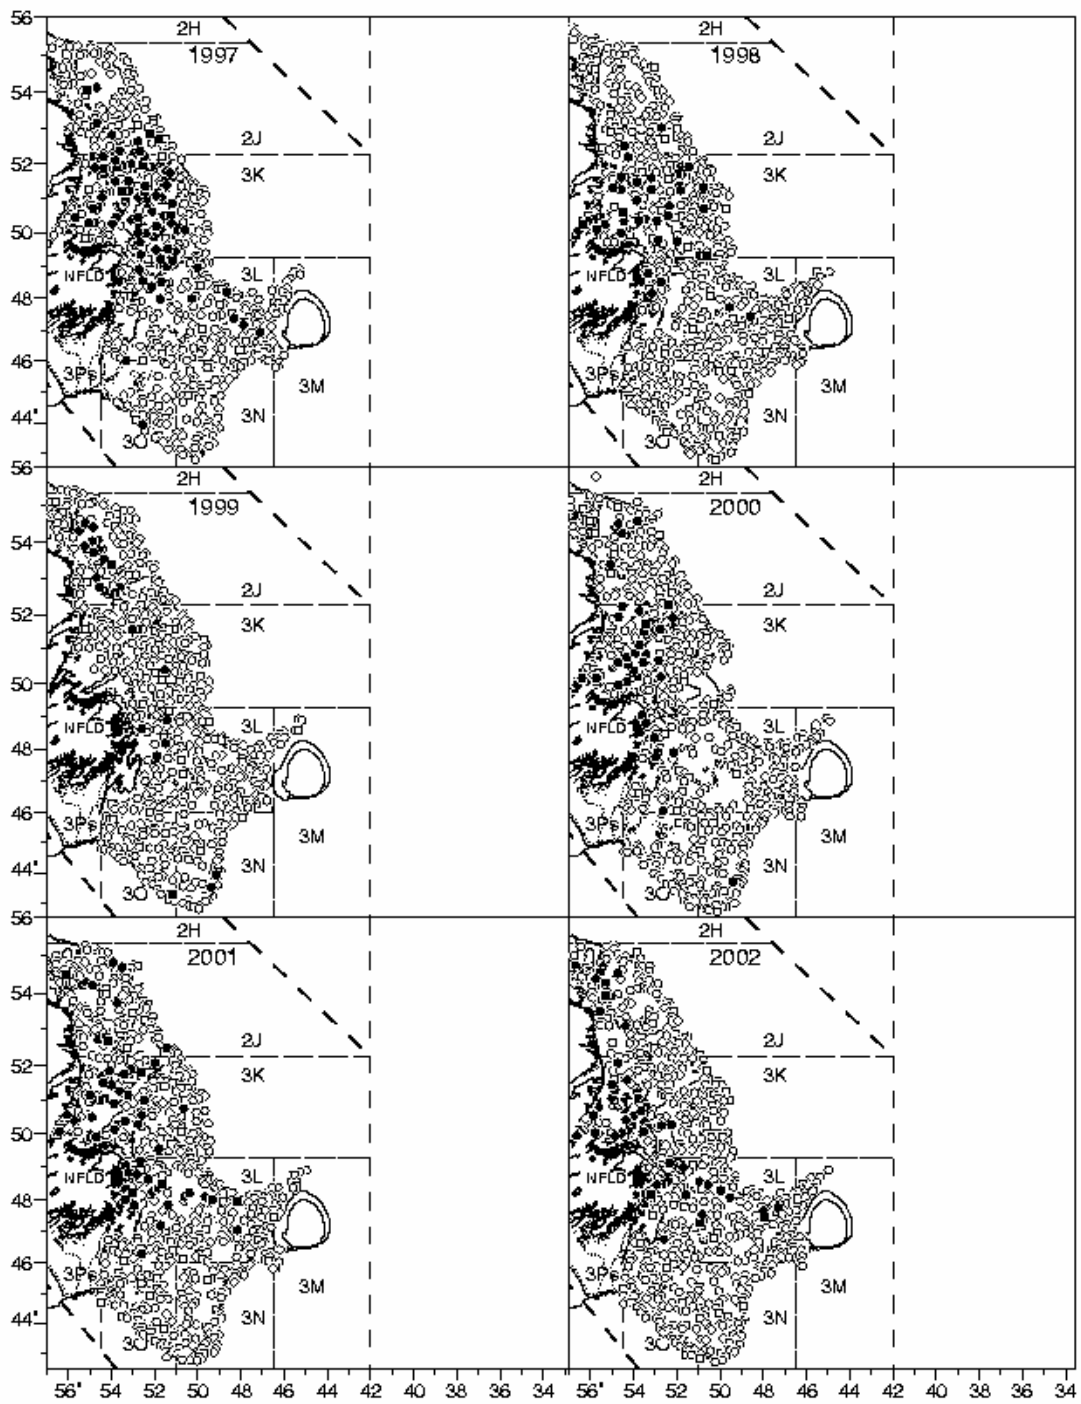 56 2H 2H
1997 1998
54
2J 2J
52
3K 3K
50
NFLD 3L NFLD 3L
48
46
3Ps 3M 3Ps 3M
44° 3N 3N
3O 3O
56 2H 2H
1999 2000
54
2J 2J
52
3K 3K
50
NFLD 3L NFLD 3L
48
46
3Ps 3M 3Ps 3M
44° 3N 3N
3O 3O
56 2H 2H
2001 2002
54
2J 2J
52
3K 3K
50
NFLD 3L NFLD 3L
48
46
3Ps 3M 3Ps 3M
44° 3N 3N
3O 3O
56° 54 52 50 48 46 44 42 40 38 36 34 56° 54 52 50 48 46 44 42 40 38 36 34